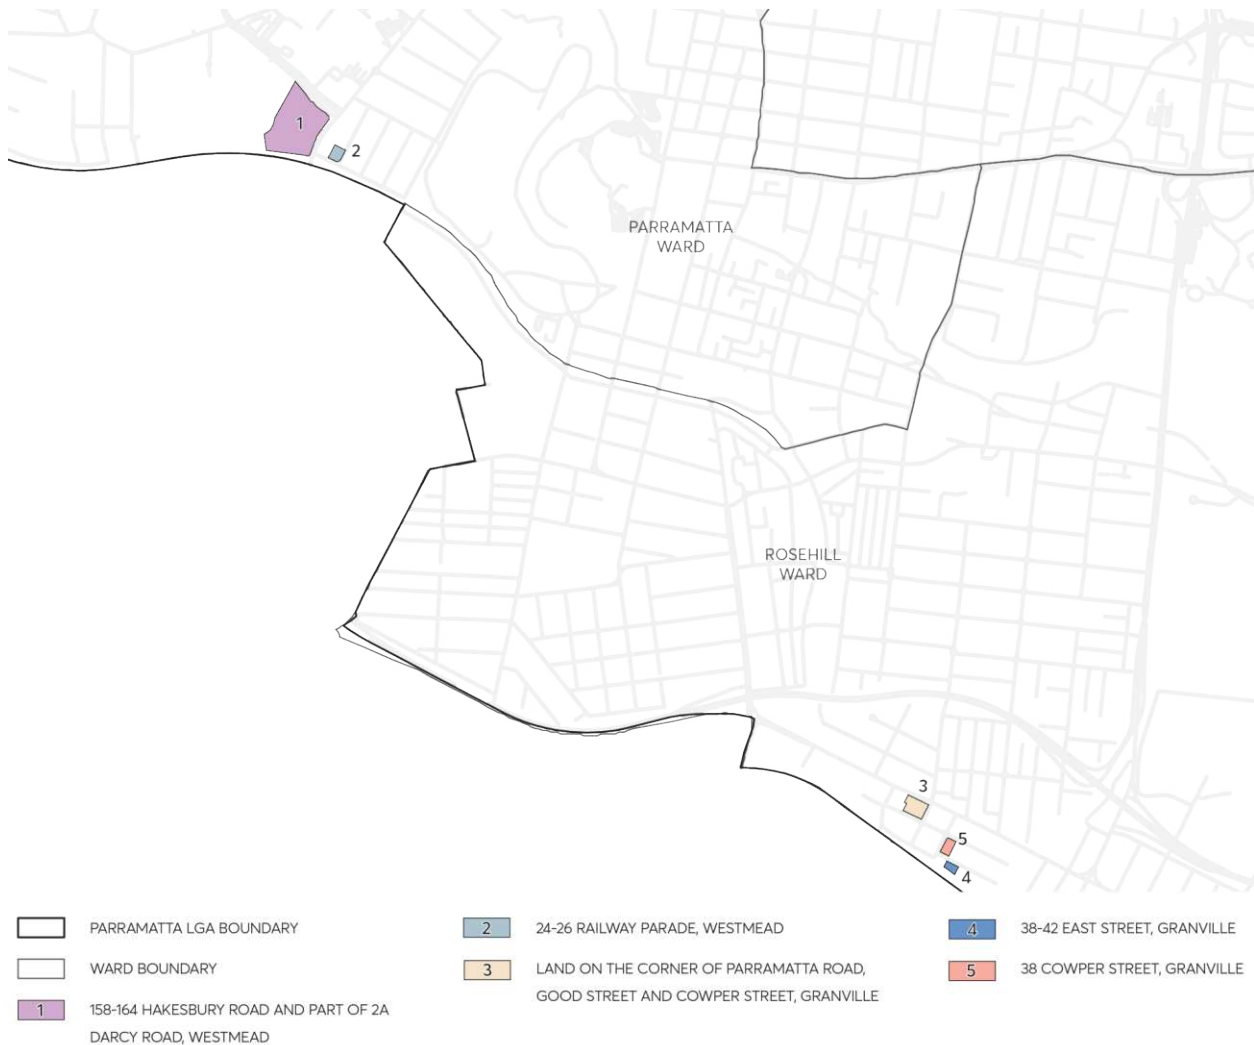 1
2
PARRAMATTA
WARD
ROSEHILL
WARD
3
5
4
PARRAMATTA LGA BOUNDARY
WARD BOUNDARY
1 158-164 HAKESBURY ROAD AND PART OF 2A
DARCY ROAD, WESTMEAD
2 24-26 RAILWAY PARADE, WESTMEAD
3 LAND ON THE CORNER OF PARRAMATTA ROAD,
GOOD STREET AND COWPER STREET, GRANVILLE
4 38-42 EAST STREET, GRANVILLE
5 38 COWPER STREET, GRANVILLE